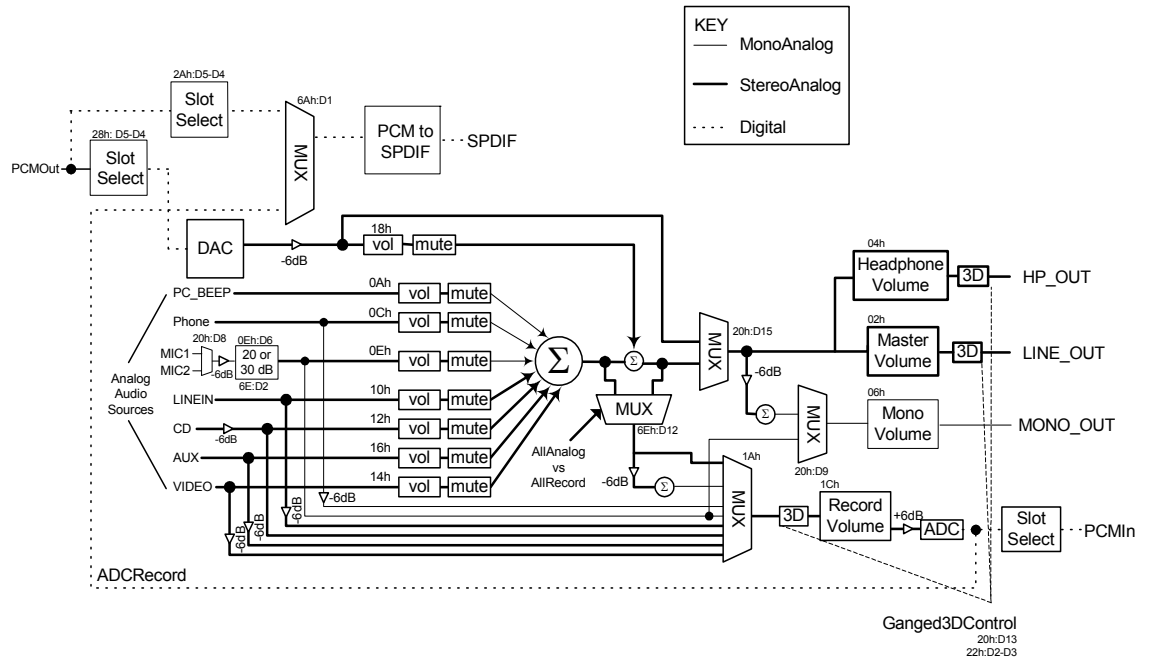 KEY
MonoAnalog
StereoAnalog
Digital
2Ah:D5-D4
Slot
Select
6Ah:D1
MUX
PCM to
SPDIF
SPDIF
28h: D5-D4
Slot
Select
PCMOut
DAC
-6dB
18h
vol
mute
04h
Headphone
Volume
3D
HP_OUT
PC_BEEP
0Ah
vol
mute
Phone
0Ch
vol
mute
20h:D8
MIC1
MIC2
-6dB
0Eh:D6
20 or
30 dB
6E:D2
0Eh
vol
mute
Σ
Σ
MUX
20h:D15
02h
Master
Volume
3D
LINE_OUT
-6dB
Analog
Audio
Sources
LINEIN
10h
vol
mute
MUX
6Eh:D12
Σ
MUX
20h:D9
06h
Mono
Volume
MONO_OUT
CD
-6dB
12h
vol
mute
AUX
16h
vol
mute
AllAnalog
vs
AllRecord
VIDEO
14h
vol
mute
-6dB
-6dB
Σ
1Ah
MUX
3D
1Ch
Record
Volume
+6dB
ADC
Slot
Select
PCMIn
-6dB
-6dB
-6dB
ADCRecord
Ganged3DControl
20h:D13
22h:D2-D3